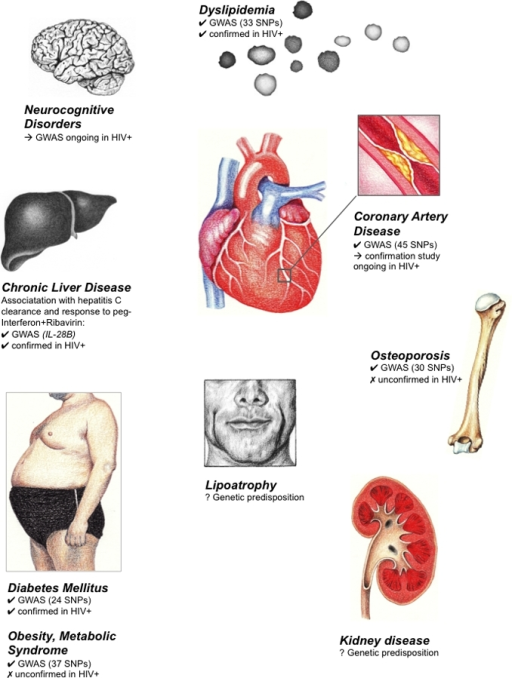 Dyslipidemia
✔ GWAS (33 SNPs)
✔ confirmed in HIV+
Neurocognitive
Disorders
→ GWAS ongoing in HIV+
Coronary Artery
Disease
✔ GWAS (45 SNPs)
→ confirmation study
ongoing in HIV+
Chronic Liver Disease
Associatation with hepatitis C
clearance and response to peg-
Interferon+Ribavirin:
✔ GWAS (IL-28B)
✔ confirmed in HIV+
Osteoporosis
✔ GWAS (30 SNPs)
✗ unconfirmed in HIV+
Lipoatrophy
? Genetic predisposition
Diabetes Mellitus
✔ GWAS (24 SNPs)
✔ confirmed in HIV+
Obesity, Metabolic
Syndrome
✔ GWAS (37 SNPs)
✗ unconfirmed in HIV+
Kidney disease
? Genetic predisposition